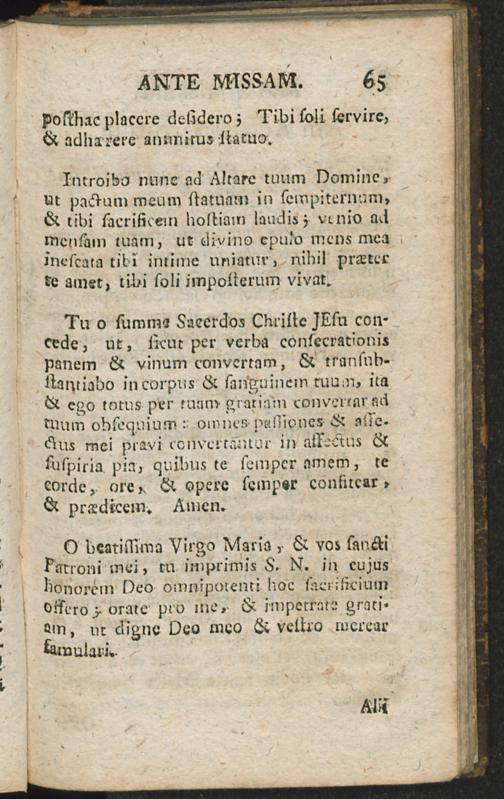 ANTE MISSAM. 65
poſthac placere deſidero; Tibi ſoli ſervire,
& adhærere animitus ſtatuo.
Introibo nunc ad Altare tuum Domine,
ut pactum meum ſtatuam in ſempiternum,
& tibi ſacrificem hoſtiam laudis; venio ad
menſam tuam, ut divino epulo mens mea
ineſcata tibi intime uniatur, nihil præter
te amet, tibi ſoli impoſterum vivat.
Tu o ſumme Sacerdos Chriſte JEſu con-
cede, ut, ſicut per verba conſecrationis
panem & vinum convertam, & tranſub-
ſtantiabo in corpus & ſanguinem tuum, ita
& ego totus per tuam gratiam convertar ad
tuum obſequium: omnes paſſiones & affe-
ctus mei pravi convertantur in affectus &
ſuſpiria pia, quibus te ſemper amem, te
corde, ore, & opere ſemper confitear,
& prædicem. Amen.
O beatiſſima Virgo Maria, & vos ſancti
Patroni mei, tu imprimis S. N. in cujus
honorem Deo omnipotenti hoc ſacrificium
offero; orate pro me, & impetrate grati-
am, ut digne Deo meo & veſtro merear
famulari.
Alii